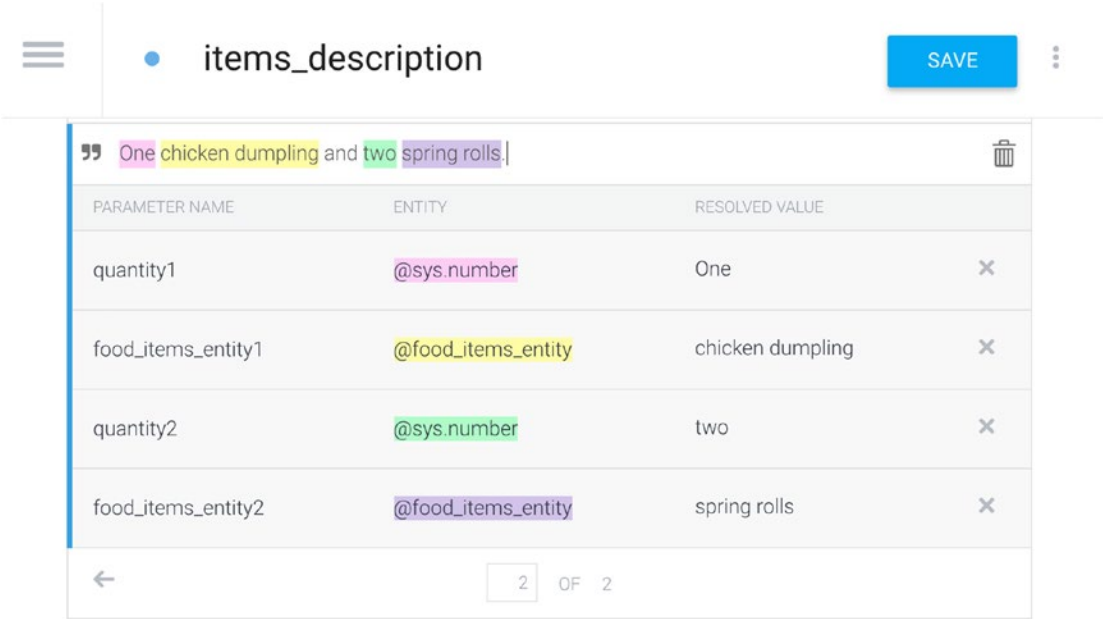 items_description
SAVE
One chicken dumpling and two spring rolls.
PARAMETER NAME ENTITY RESOLVED VALUE
quantity1 @sys.number One
food_items_entity1 @food_items_entity chicken dumpling
quantity2 @sys.number two
food_items_entity2 @food_items_entity spring rolls
2 OF 2